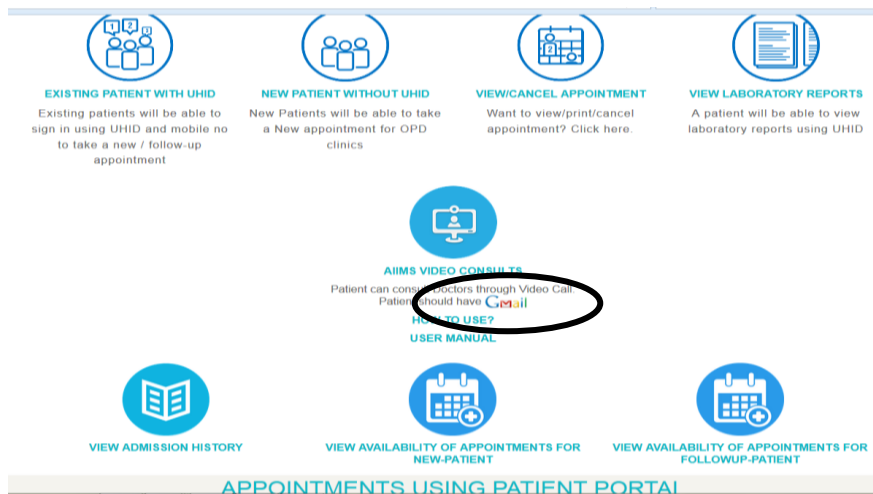 EXISTING PATIENT WITH UHID
Existing patients will be able to
sign in using UHID and mobile no
to take a new / follow-up
appointment
NEW PATIENT WITHOUT UHID
New Patients will be able to take
a New appointment for OPD
clinics
VIEW/CANCEL APPOINTMENT
Want to view/print/cancel
appointment? Click here.
VIEW LABORATORY REPORTS
A patient will be able to view
laboratory reports using UHID
AIIMS VIDEO CONSULTS
Patient can consult Doctors through Video Call
Patient should have Gmail
HOW TO USE?
USER MANUAL
VIEW ADMISSION HISTORY
VIEW AVAILABILITY OF APPOINTMENTS FOR
NEW-PATIENT
VIEW AVAILABILITY OF APPOINTMENTS FOR
FOLLOWUP-PATIENT
APPOINTMENTS USING PATIENT PORTAL